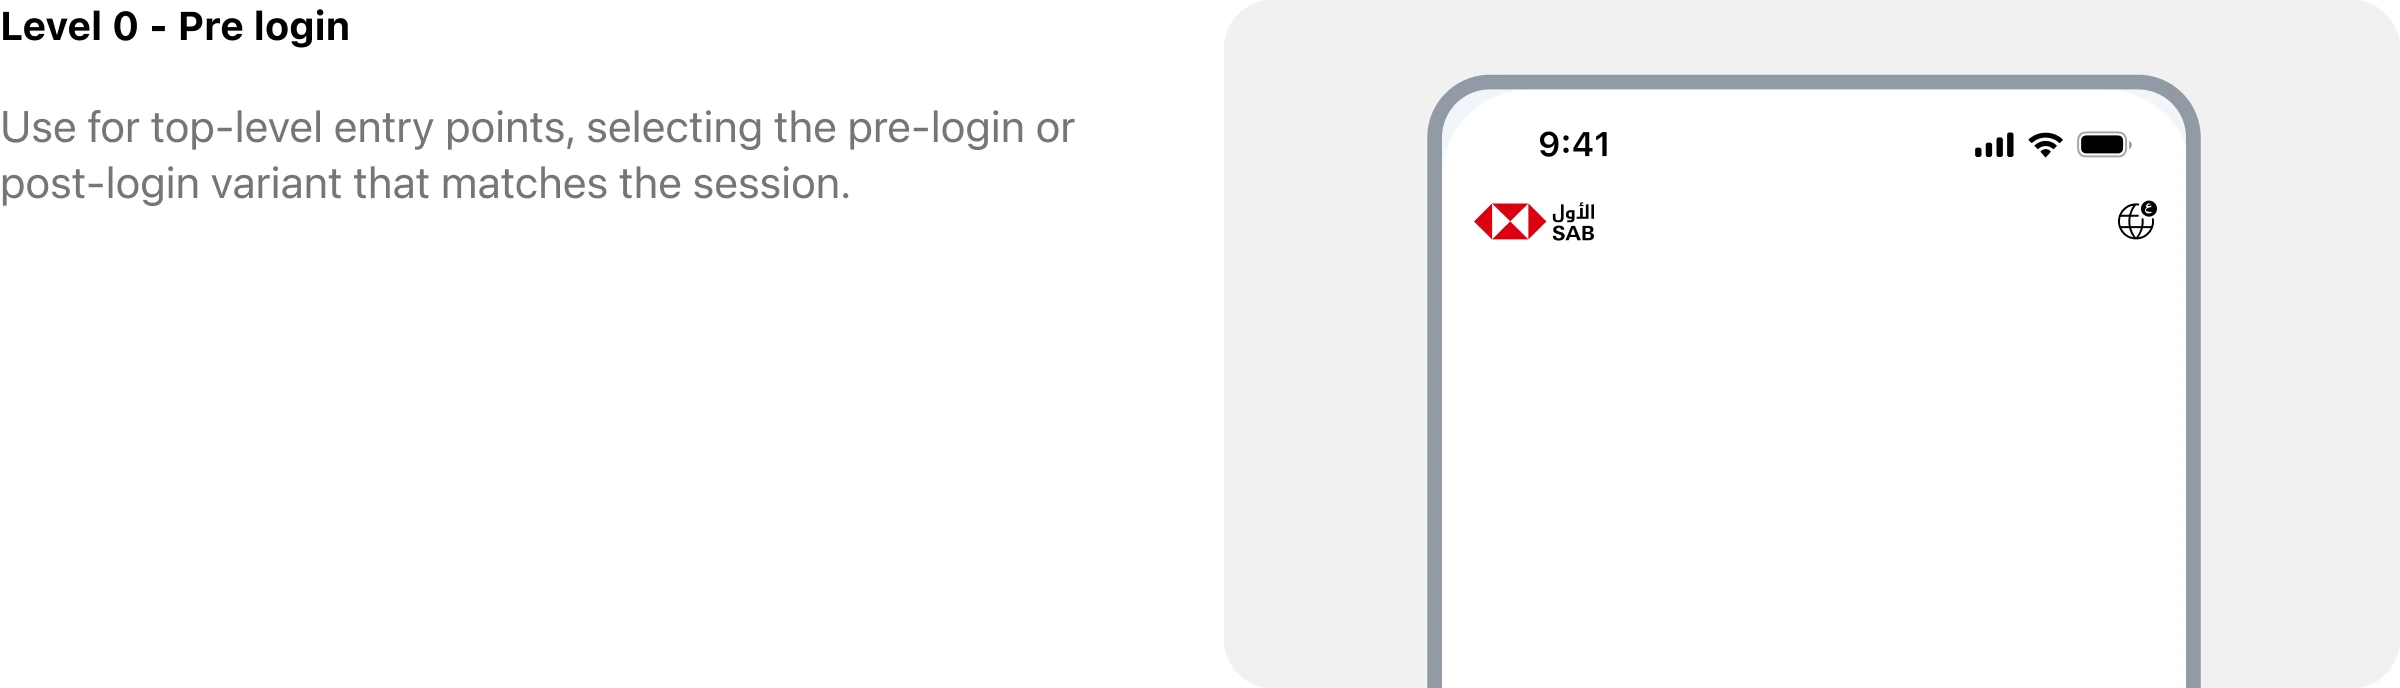 Level 0 - Pre login
Use for top-level entry points, selecting the pre-login or
post-login variant that matches the session.
9:41
الأول
SAB
ع